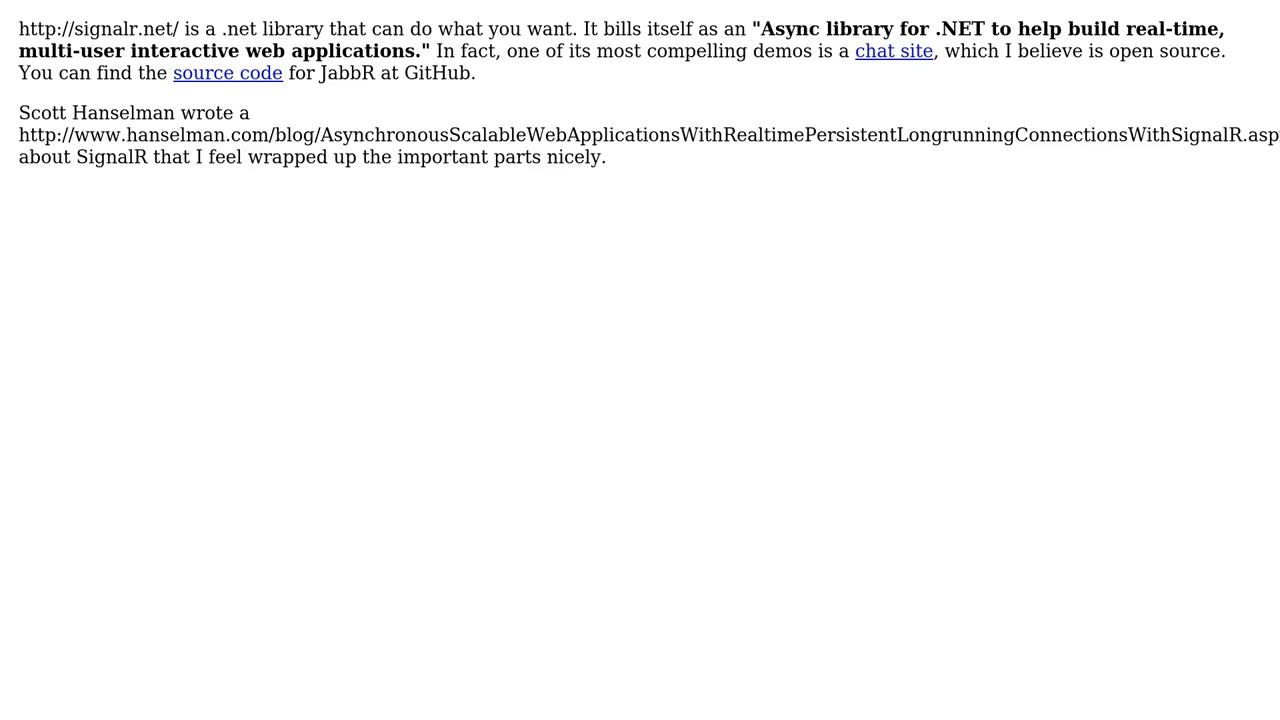 http://signalr.net/ is a .net library that can do what you want. It bills itself as an "Async library for .NET to help build real-time,
multi-user interactive web applications." In fact, one of its most compelling demos is a chat site, which I believe is open source.
You can find the source code for JabbR at GitHub.
Scott Hanselman wrote a
http://www.hanselman.com/blog/AsynchronousScalableWebApplicationsWithRealtimePersistentLongrunningConnectionsWithSignalR.asp
about SignalR that I feel wrapped up the important parts nicely.